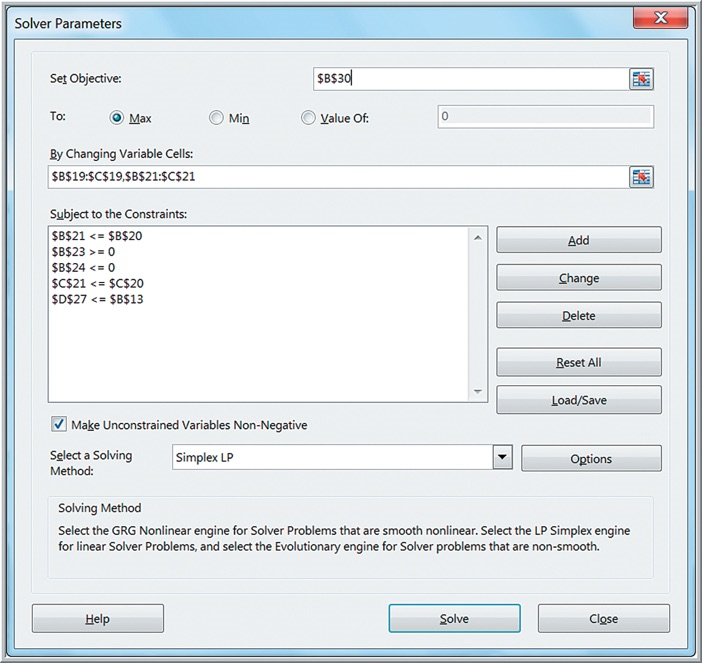 Solver Parameters
Set Objective:
$B$30
To:
Max
Min
Value Of:
0
By Changing Variable Cells:
$B$19:$C$19,$B$21:$C$21
Subject to the Constraints:
$B$21 <= $B$20
$B$23 >= 0
$B$24 <= 0
$C$21 <= $C$20
$D$27 <= $B$13
Add
Change
Delete
Reset All
Load/Save
Make Unconstrained Variables Non-Negative
Select a Solving
Method:
Simplex LP
Options
Solving Method
Select the GRG Nonlinear engine for Solver Problems that are smooth nonlinear. Select the LP Simplex engine
for linear Solver Problems, and select the Evolutionary engine for Solver problems that are non-smooth.
Help
Solve
Close